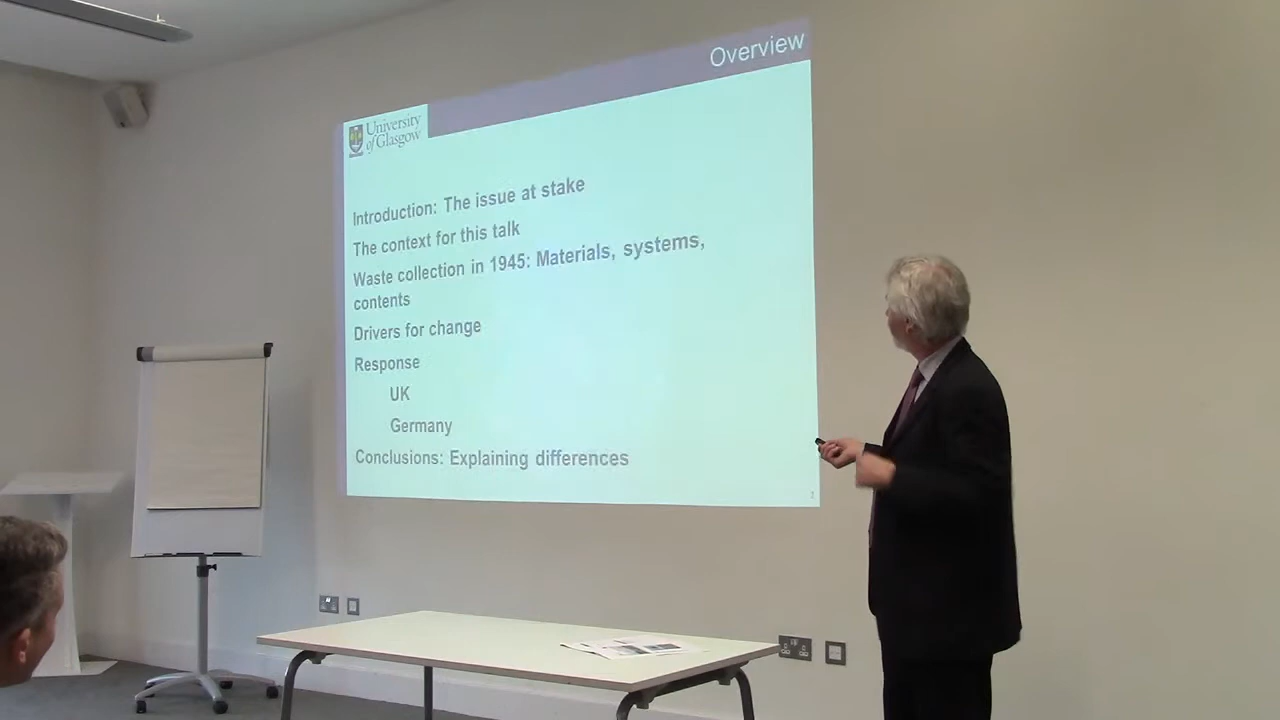 Overview
University
of Glasgow
Introduction: The issue at stake
The context for this talk
Waste collection in 1945: Materials, systems,
contents
Drivers for change
Response
UK
Germany
Conclusions: Explaining differences
2